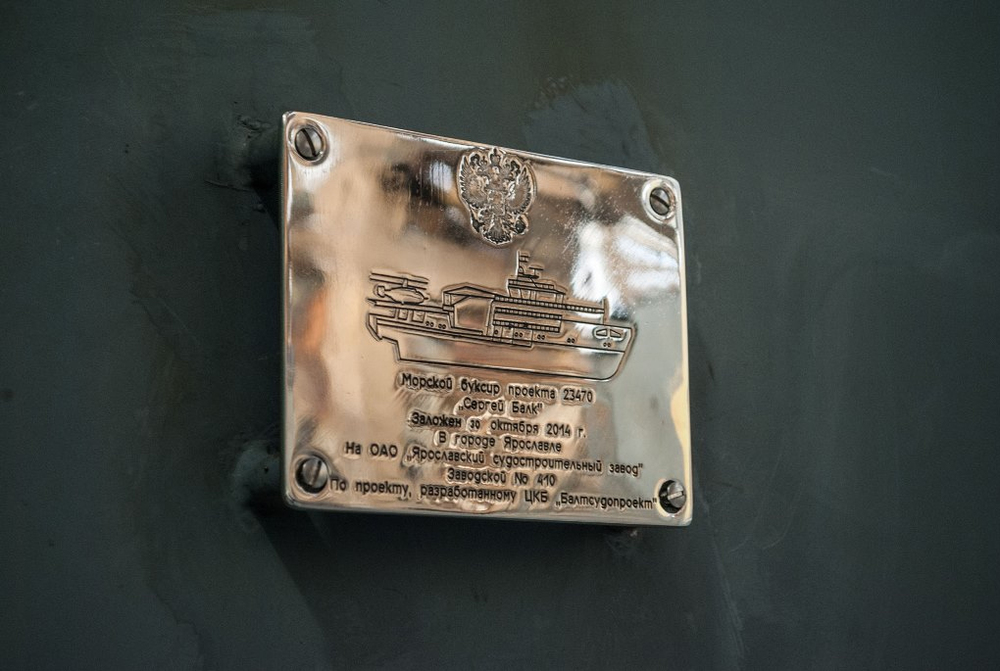 Морской буксир проекта 23470
„Сергей Балк"
Заложен 30 октября 2014 г.
В городе Ярославле
На ОАО „Ярославский судостроительный завод"
Заводской № 410
По проекту, разработанному ЦКБ „Балтсудопроект"